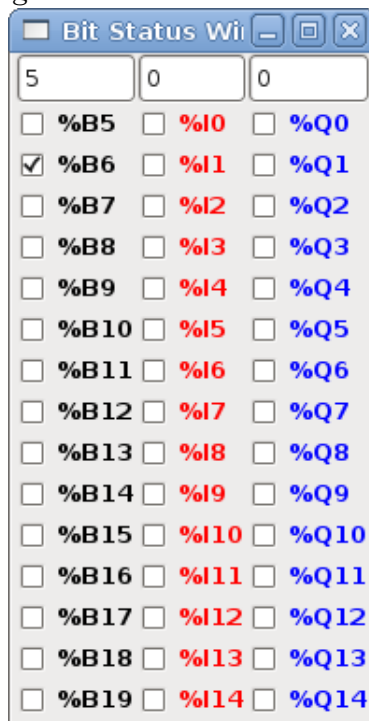 Bit Status Wi
5 0 0
%B5 %I0 %Q0
%B6 %I1 %Q1
%B7 %I2 %Q2
%B8 %I3 %Q3
%B9 %I4 %Q4
%B10 %I5 %Q5
%B11 %I6 %Q6
%B12 %I7 %Q7
%B13 %I8 %Q8
%B14 %I9 %Q9
%B15 %I10 %Q10
%B16 %I11 %Q11
%B17 %I12 %Q12
%B18 %I13 %Q13
%B19 %I14 %Q14